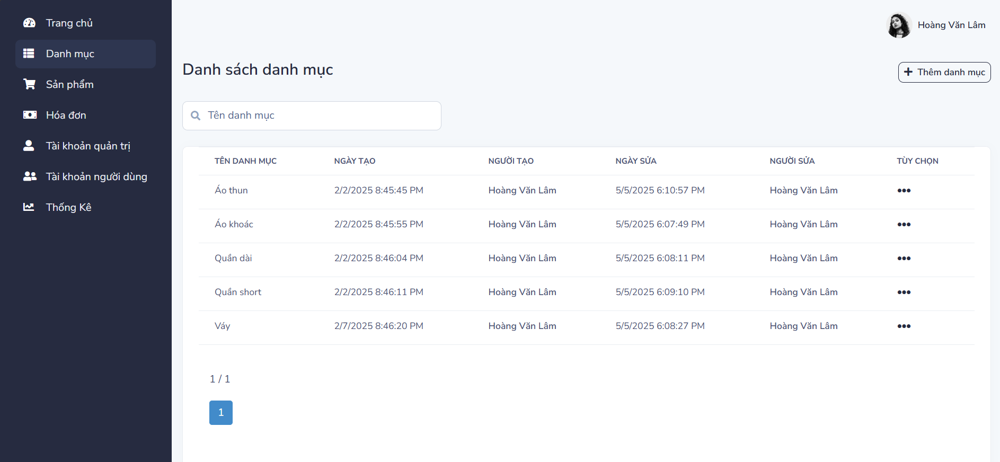 Trang chủ
Danh mục
Sản phẩm
Hóa đơn
Tài khoản quản trị
Tài khoản người dùng
Thống Kê
Hoàng Văn Lâm
Danh sách danh mục
Thêm danh mục
Tên danh mục
TÊN DANH MỤC NGÀY TẠO NGƯỜI TẠO NGÀY SỬA NGƯỜI SỬA TÙY CHỌN
Áo thun 2/2/2025 8:45:45 PM Hoàng Văn Lâm 5/5/2025 6:10:57 PM Hoàng Văn Lâm
Áo khoác 2/2/2025 8:45:55 PM Hoàng Văn Lâm 5/5/2025 6:07:49 PM Hoàng Văn Lâm
Quần dài 2/2/2025 8:46:04 PM Hoàng Văn Lâm 5/5/2025 6:08:11 PM Hoàng Văn Lâm
Quần short 2/2/2025 8:46:11 PM Hoàng Văn Lâm 5/5/2025 6:09:10 PM Hoàng Văn Lâm
Váy 2/7/2025 8:46:20 PM Hoàng Văn Lâm 5/5/2025 6:08:27 PM Hoàng Văn Lâm
1 / 1
1